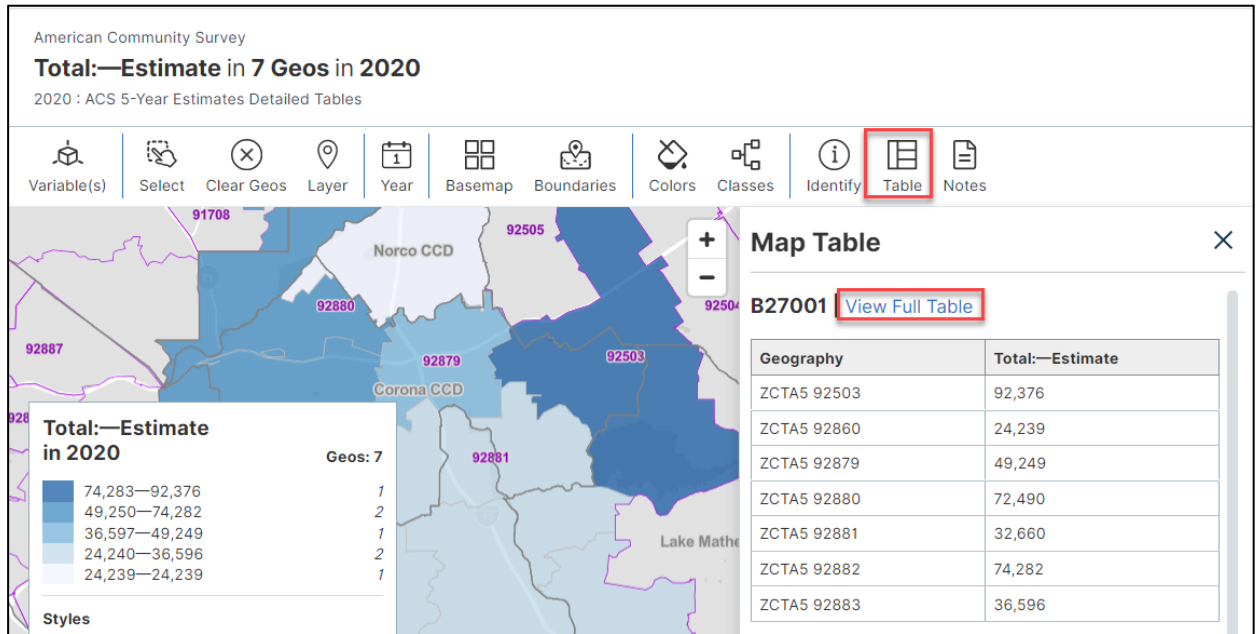 American Community Survey
Total:—Estimate in 7 Geos in 2020
2020 : ACS 5-Year Estimates Detailed Tables
Variable(s) Select Clear Geos Layer Year Basemap Boundaries Colors Classes Identify Table Notes
1
91708
92505
Norco CCD
92880
92504
92887
92879
92503
Corona CCD
928
92881
Lake Mathe
+
−
Total:—Estimate
in 2020 Geos: 7
74,283—92,376 1
49,250—74,282 2
36,597—49,249 1
24,240—36,596 2
24,239—24,239 1
Styles
Map Table
B27001 | View Full Table
Geography Total:—Estimate
ZCTA5 92503 92,376
ZCTA5 92860 24,239
ZCTA5 92879 49,249
ZCTA5 92880 72,490
ZCTA5 92881 32,660
ZCTA5 92882 74,282
ZCTA5 92883 36,596